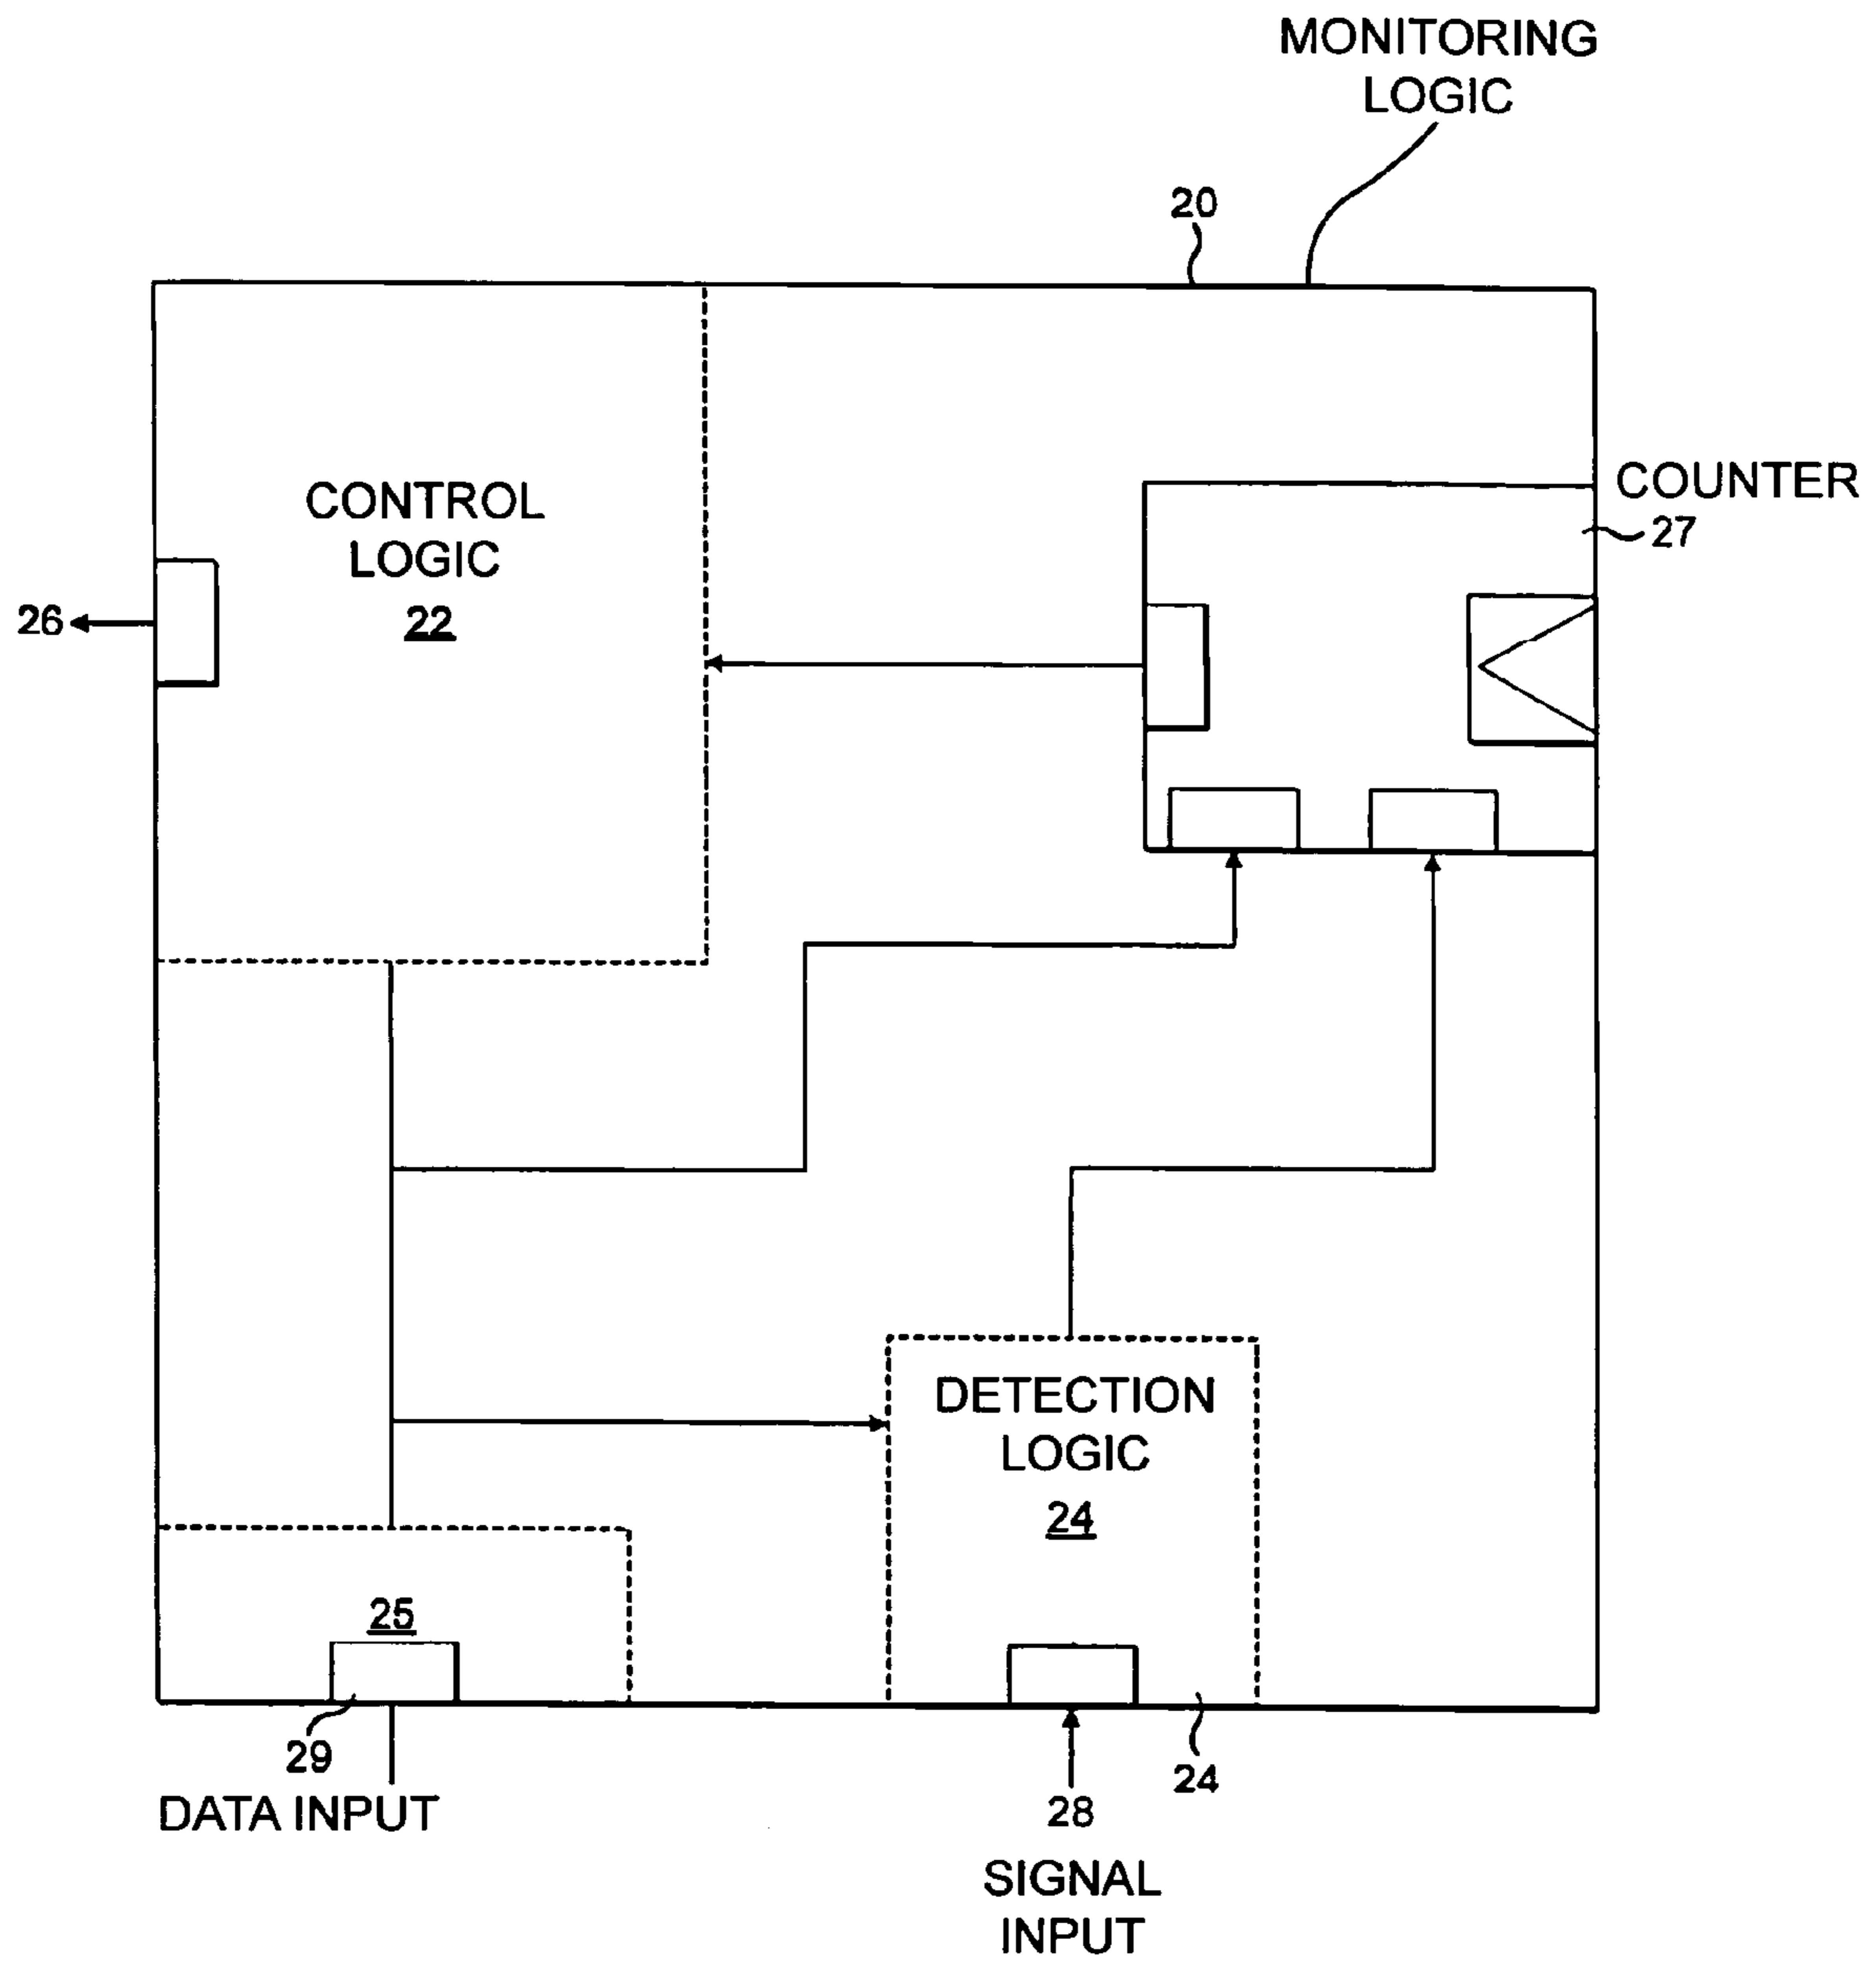 MONITORING
LOGIC
20
COUNTER
27
CONTROL
LOGIC
22
26
DETECTION
LOGIC
24
25
29
DATA INPUT
28
SIGNAL
INPUT
24